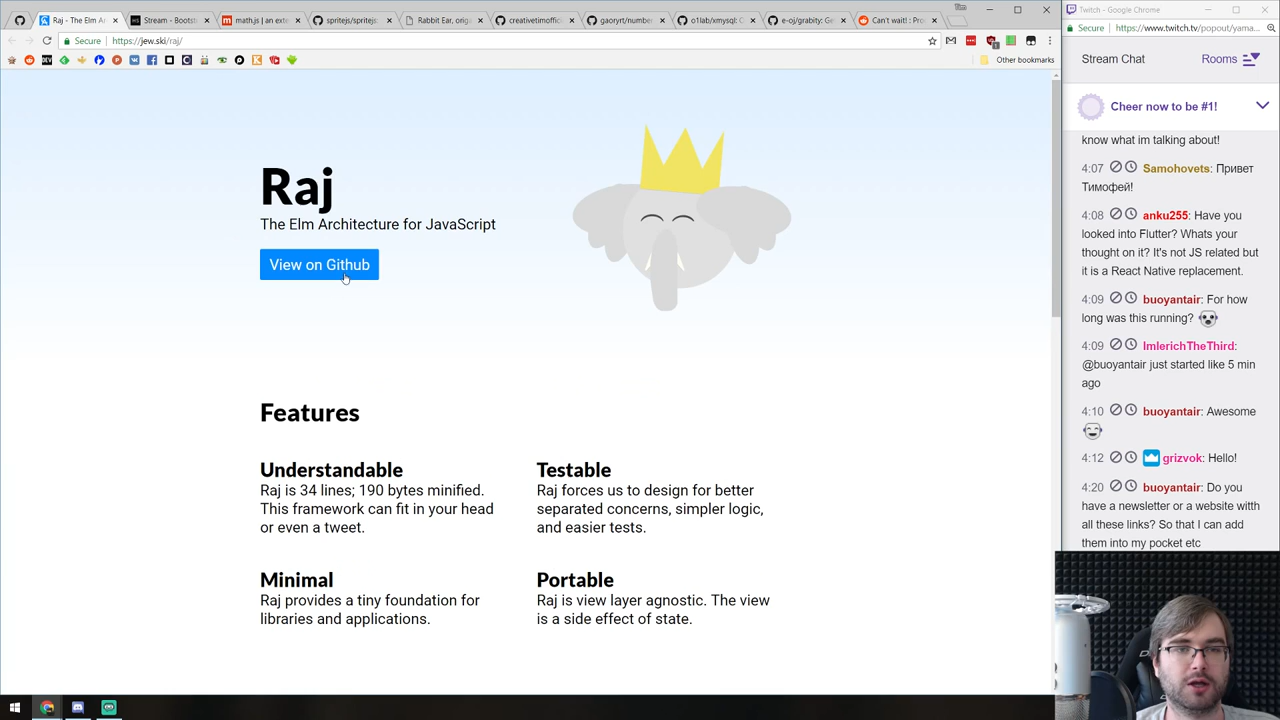 Raj - The Elm Ar
Stream - Bootst
math.js | an exte
spritejs/spritejs
Rabbit Ear, orig
creativetimoffici
gaoryrt/number
o1lab/xmysql: O
e-oj/grabity: Ge
Can't wait! : Pro
Secure
https://jew.ski/raj/
Other bookmarks
Raj
The Elm Architecture for JavaScript
View on Github
Features
Understandable
Raj is 34 lines; 190 bytes minified.
This framework can fit in your head
or even a tweet.
Testable
Raj forces us to design for better
separated concerns, simpler logic,
and easier tests.
Minimal
Raj provides a tiny foundation for
libraries and applications.
Portable
Raj is view layer agnostic. The view
is a side effect of state.
Twitch - Google Chrome
Secure
https://www.twitch.tv/popout/yama
Stream Chat
Rooms
Cheer now to be #1!
know what im talking about!
4:07 Samohovets: Привет
Тимофей!
4:08 anku255: Have you
looked into Flutter? Whats your
thought on it? It's not JS related but
it is a React Native replacement.
4:09 buoyantair: For how
long was this running?
4:09 ImlerichTheThird:
@buoyantair just started like 5 min
ago
4:10 buoyantair: Awesome
4:12 grizvok: Hello!
4:20 buoyantair: Do you
have a newsletter or a website witth
all these links? So that I can add
them into my pocket etc